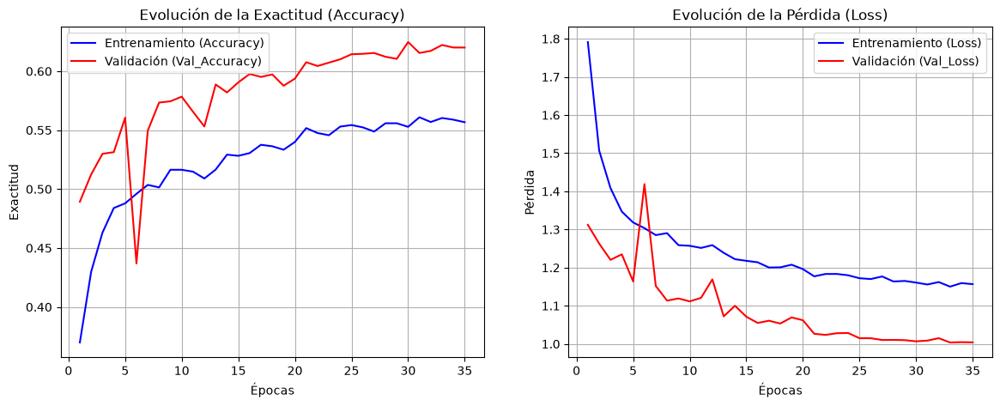 Evolución de la Exactitud (Accuracy)
Entrenamiento (Accuracy)
Validación (Val_Accuracy)
0.60
0.55
0.50
0.45
0.40
Exactitud
0 5 10 15 20 25 30 35
Épocas
Evolución de la Pérdida (Loss)
Entrenamiento (Loss)
Validación (Val_Loss)
1.8
1.7
1.6
1.5
1.4
1.3
1.2
1.1
1.0
Pérdida
0 5 10 15 20 25 30 35
Épocas